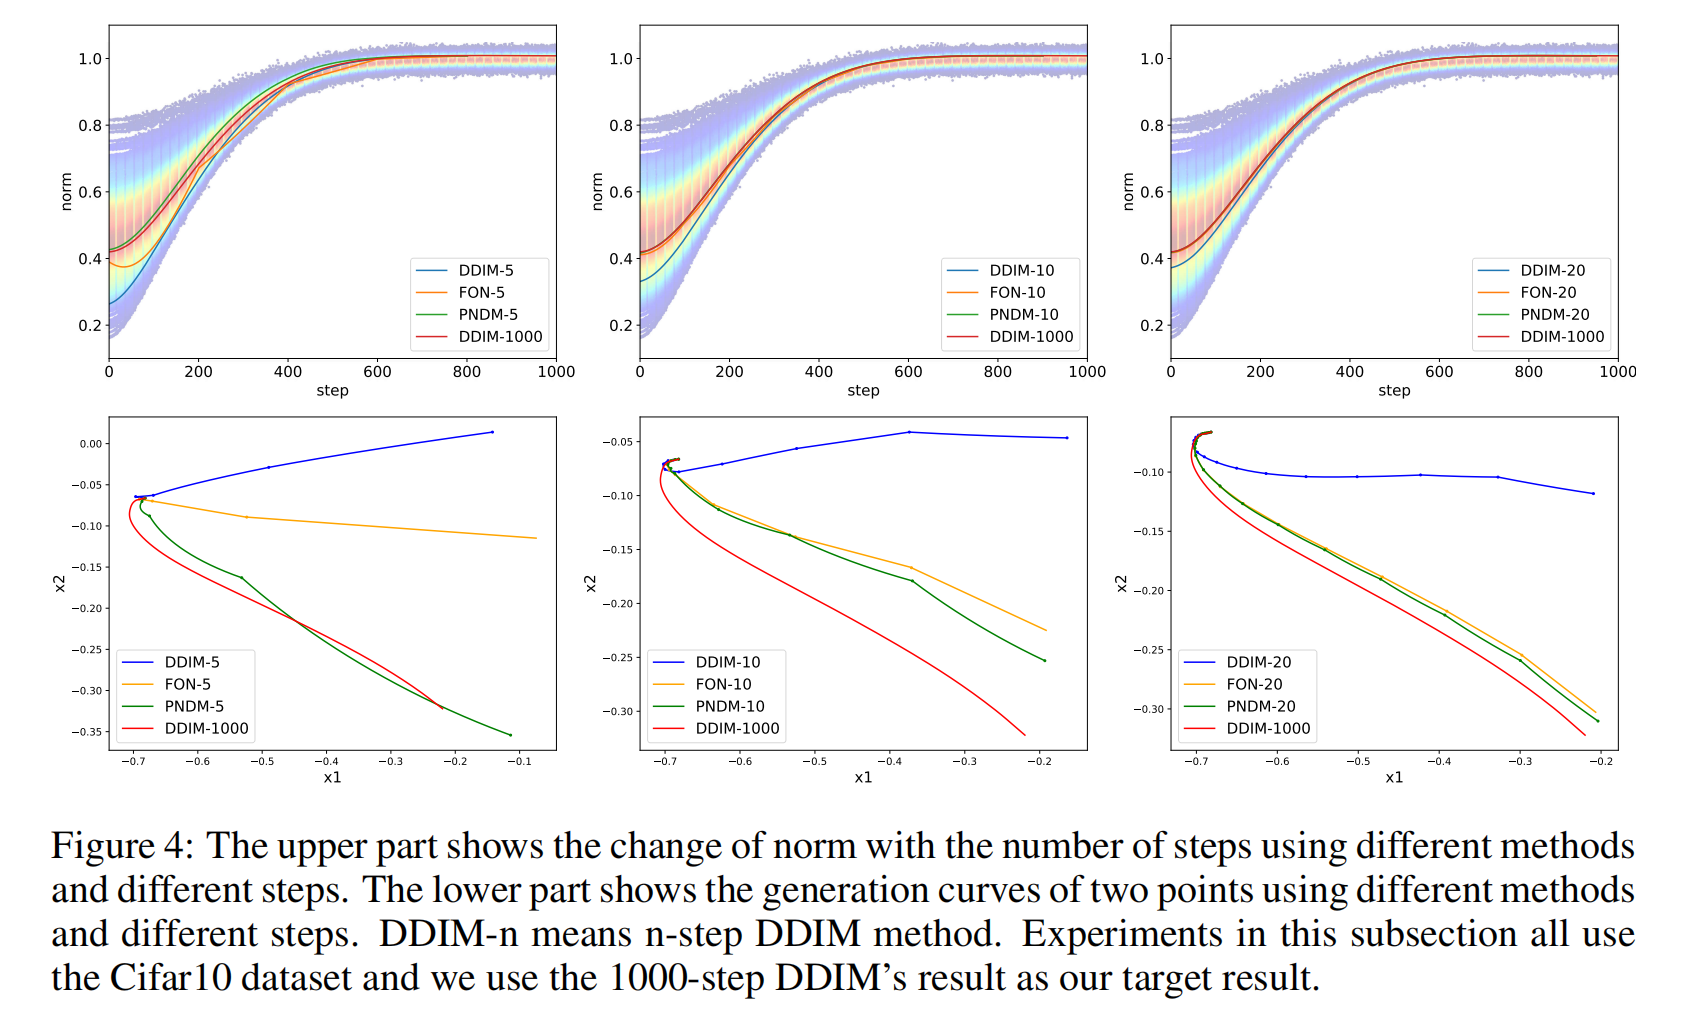 1.0
0.8
0.6
0.4
0.2
norm
0 200 400 600 800 1000
step
DDIM-5
FON-5
PNDM-5
DDIM-1000
1.0
0.8
0.6
0.4
0.2
norm
0 200 400 600 800 1000
step
DDIM-10
FON-10
PNDM-10
DDIM-1000
1.0
0.8
0.6
0.4
0.2
norm
0 200 400 600 800 1000
step
DDIM-20
FON-20
PNDM-20
DDIM-1000
0.00
−0.05
−0.10
−0.15
−0.20
−0.25
−0.30
−0.35
x2
−0.7 −0.6 −0.5 −0.4 −0.3 −0.2 −0.1
x1
DDIM-5
FON-5
PNDM-5
DDIM-1000
−0.05
−0.10
−0.15
−0.20
−0.25
−0.30
x2
−0.7 −0.6 −0.5 −0.4 −0.3 −0.2
x1
DDIM-10
FON-10
PNDM-10
DDIM-1000
−0.10
−0.15
−0.20
−0.25
−0.30
x2
−0.7 −0.6 −0.5 −0.4 −0.3 −0.2
x1
DDIM-20
FON-20
PNDM-20
DDIM-1000
Figure 4: The upper part shows the change of norm with the number of steps using different methods
and different steps. The lower part shows the generation curves of two points using different methods
and different steps. DDIM-n means n-step DDIM method. Experiments in this subsection all use
the Cifar10 dataset and we use the 1000-step DDIM’s result as our target result.